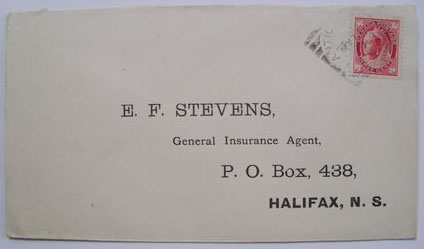 E. F. STEVENS,
General Insurance Agent,
P. O. Box, 438,
HALIFAX, N. S.